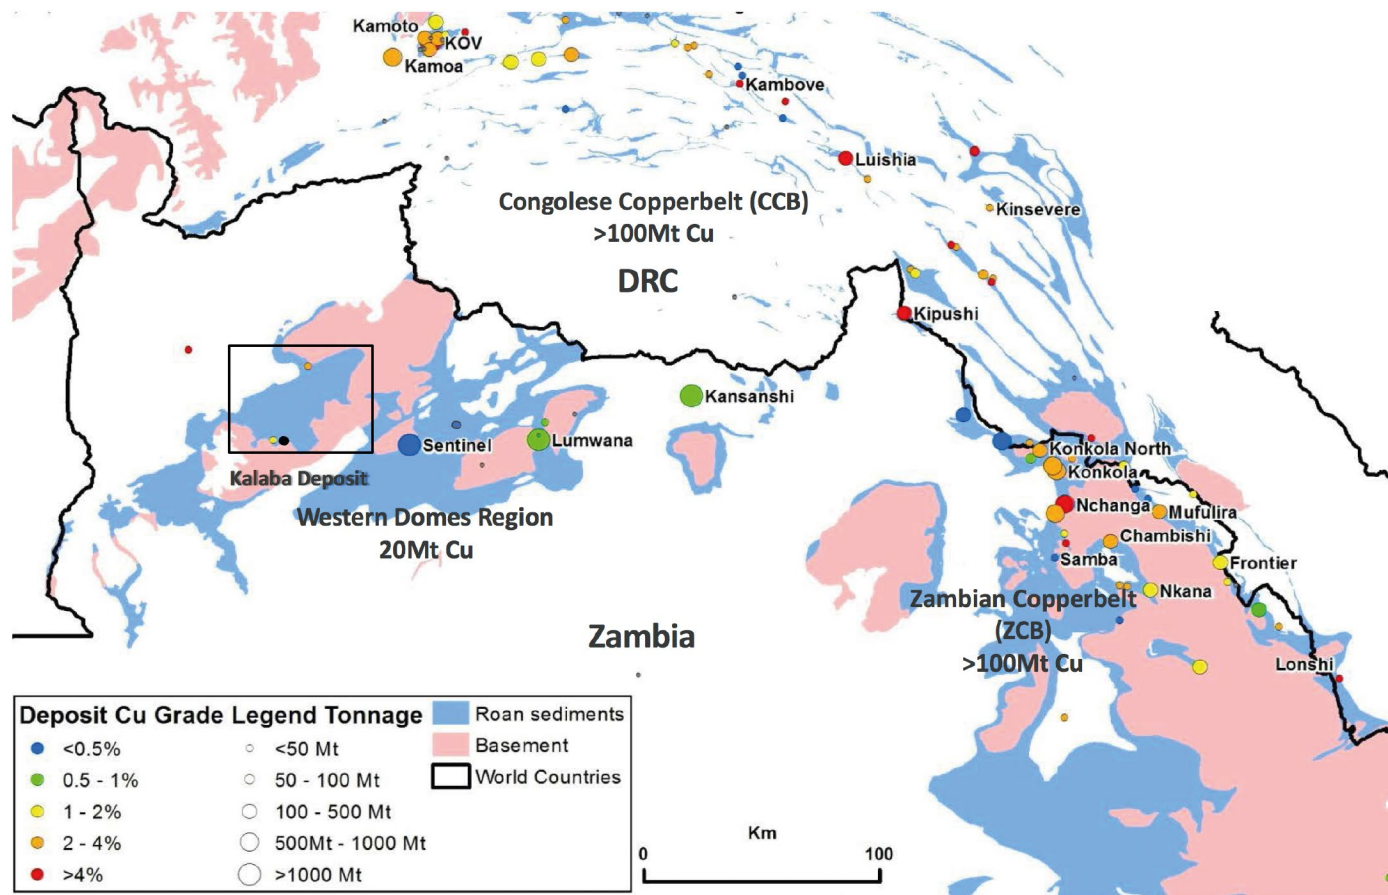 Kamoto
KOV
Kamoa
Kambove
Luishia
Congolese Copperbelt (CCB)
>100Mt Cu
Kinsevere
DRC
Kipushi
Kansanshi
Sentinel
Lumwana
Konkola North
Konkola
Kalaba Deposit
Western Domes Region
20Mt Cu
Nchanga
Mufulira
Chambishi
Samba
Frontier
Nkana
Zambian Copperbelt
(ZCB)
>100Mt Cu
Zambia
Lonshi
Deposit Cu Grade Legend Tonnage
<0.5%
0.5 - 1%
1 - 2%
2 - 4%
>4%
<50 Mt
50 - 100 Mt
100 - 500 Mt
500Mt - 1000 Mt
>1000 Mt
Roan sediments
Basement
World Countries
Km
0 100